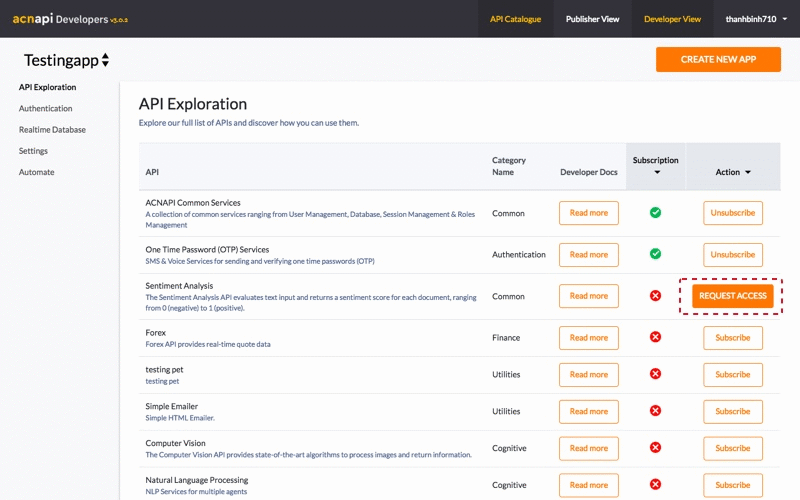 acnapi Developers v3.0.2
API Catalogue
Publisher View
Developer View
thanhbinh710
Testingapp
CREATE NEW APP
API Exploration
Authentication
Realtime Database
Settings
Automate
API Exploration
Explore our full list of APIs and discover how you can use them.
API
Category
Name
Developer Docs
Subscription
Action
ACNAPI Common Services
A collection of common services ranging from User Management, Database, Session Management & Roles
Management
Common
Read more
Unsubscribe
One Time Password (OTP) Services
SMS & Voice Services for sending and verifying one time passwords (OTP)
Authentication
Read more
Unsubscribe
Sentiment Analysis
The Sentiment Analysis API evaluates text input and returns a sentiment score for each document, ranging
from 0 (negative) to 1 (positive).
Common
Read more
REQUEST ACCESS
Forex
Forex API provides real-time quote data
Finance
Read more
Subscribe
testing pet
testing pet
Utilities
Read more
Subscribe
Simple Emailer
Simple HTML Emailer.
Utilities
Read more
Subscribe
Computer Vision
The Computer Vision API provides state-of-the-art algorithms to process images and return information.
Cognitive
Read more
Subscribe
Natural Language Processing
NLP Services for multiple agents
Cognitive
Read more
Subscribe